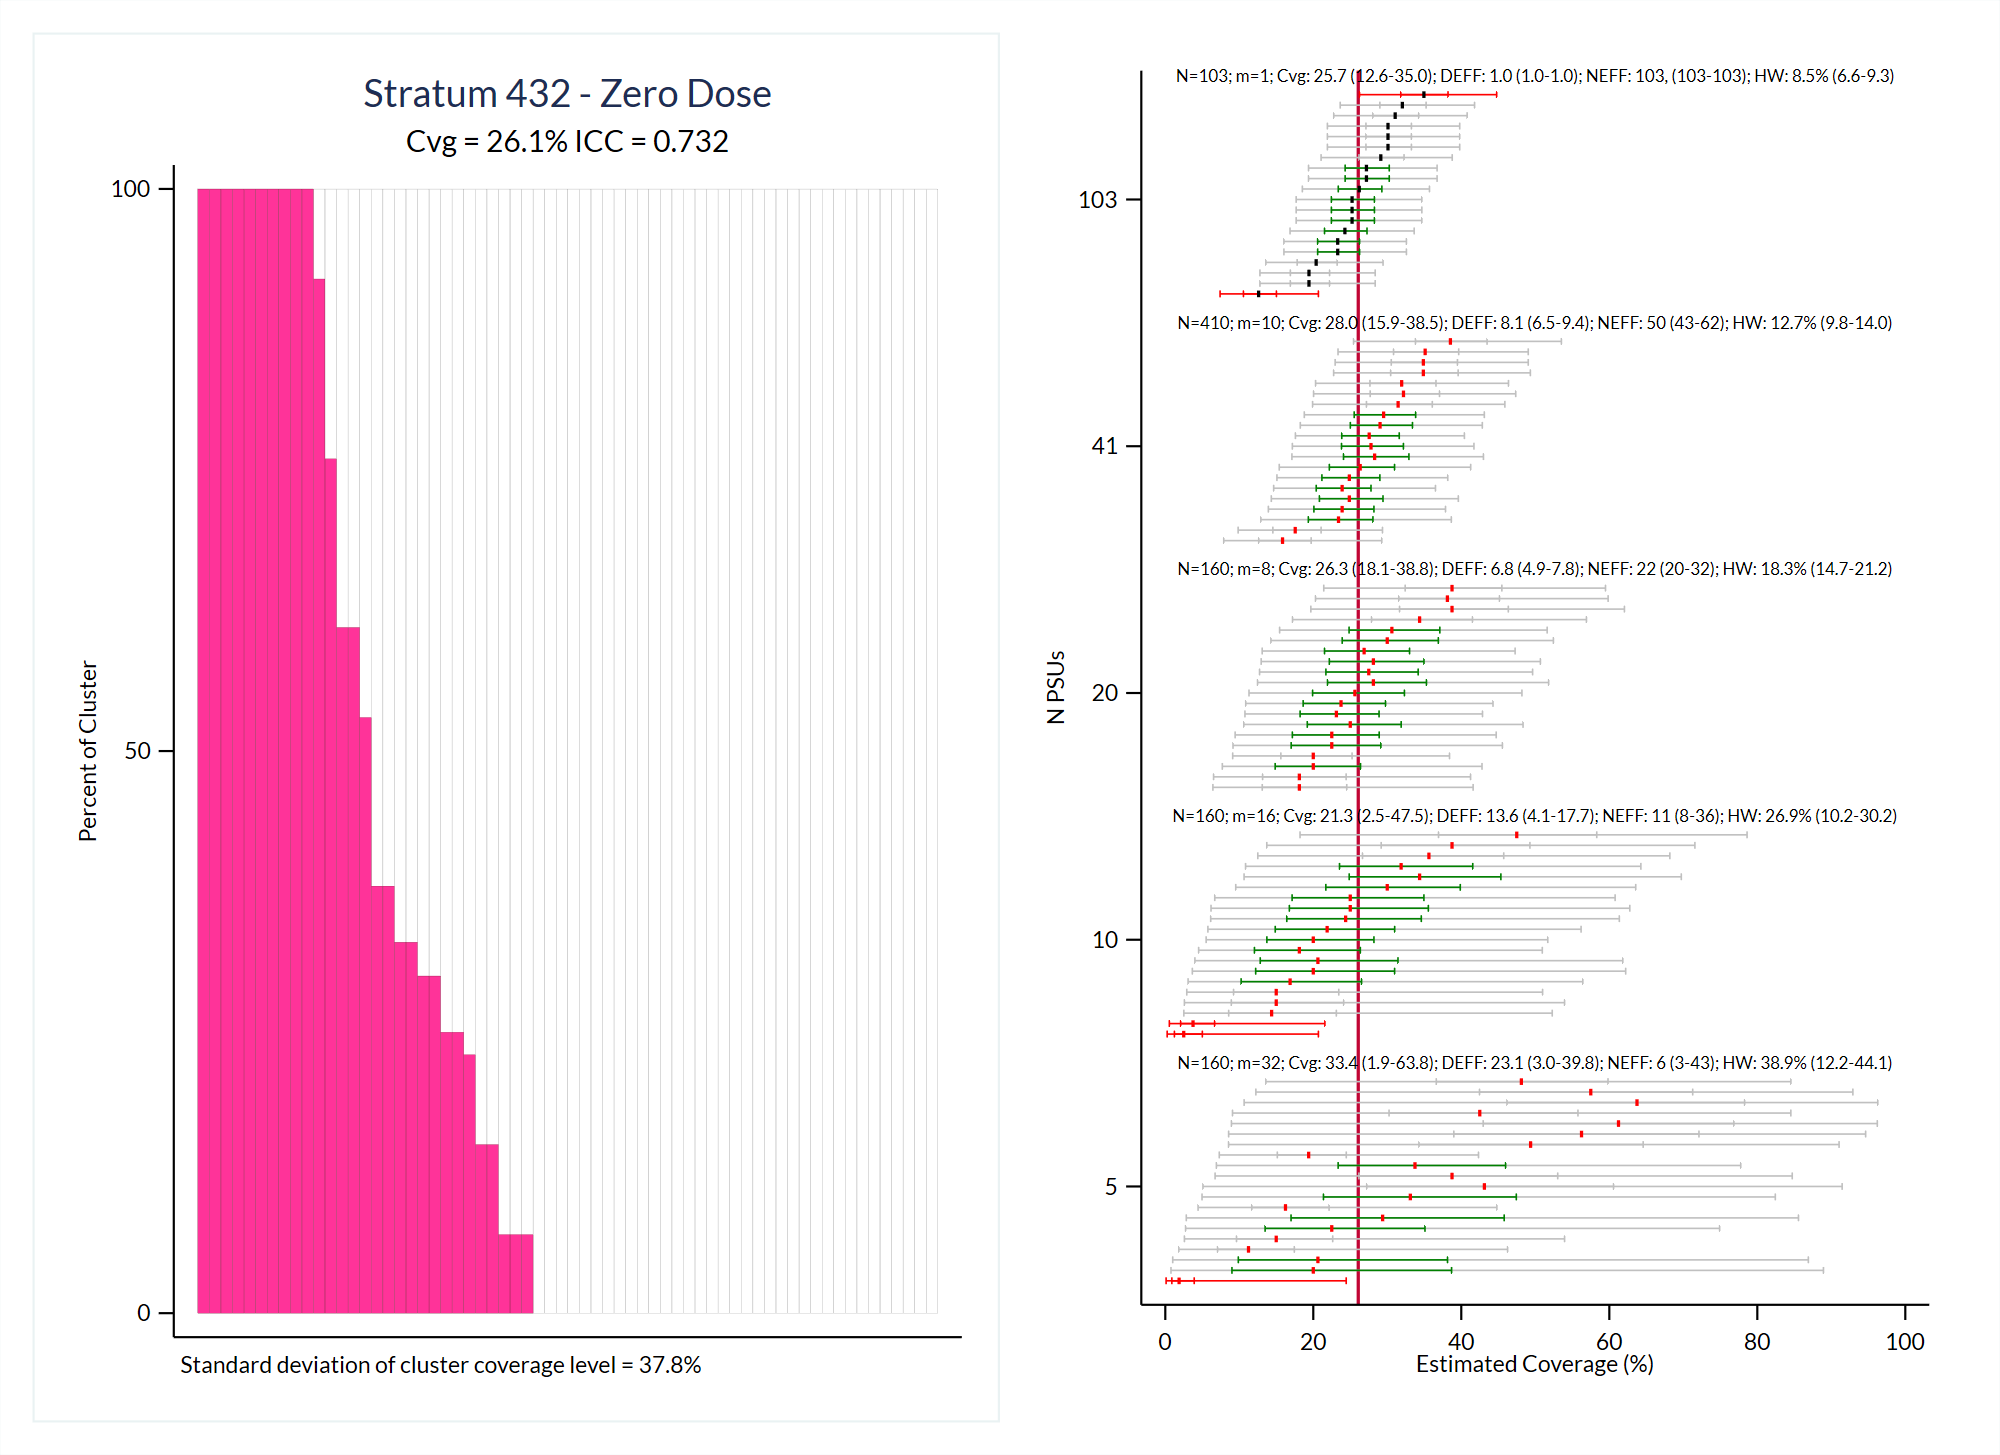 Stratum 432 - Zero Dose
Cvg = 26.1% ICC = 0.732
100
50
0
Percent of Cluster
Standard deviation of cluster coverage level = 37.8%
N=103; m=1; Cvg: 25.7 (12.6-35.0); DEFF: 1.0 (1.0-1.0); NEFF: 103, (103-103); HW: 8.5% (6.6-9.3)
103
N=410; m=10; Cvg: 28.0 (15.9-38.5); DEFF: 8.1 (6.5-9.4); NEFF: 50 (43-62); HW: 12.7% (9.8-14.0)
41
N=160; m=8; Cvg: 26.3 (18.1-38.8); DEFF: 6.8 (4.9-7.8); NEFF: 22 (20-32); HW: 18.3% (14.7-21.2)
20
N PSUs
N=160; m=16; Cvg: 21.3 (2.5-47.5); DEFF: 13.6 (4.1-17.7); NEFF: 11 (8-36); HW: 26.9% (10.2-30.2)
10
N=160; m=32; Cvg: 33.4 (1.9-63.8); DEFF: 23.1 (3.0-39.8); NEFF: 6 (3-43); HW: 38.9% (12.2-44.1)
5
0 20 40 60 80 100
Estimated Coverage (%)